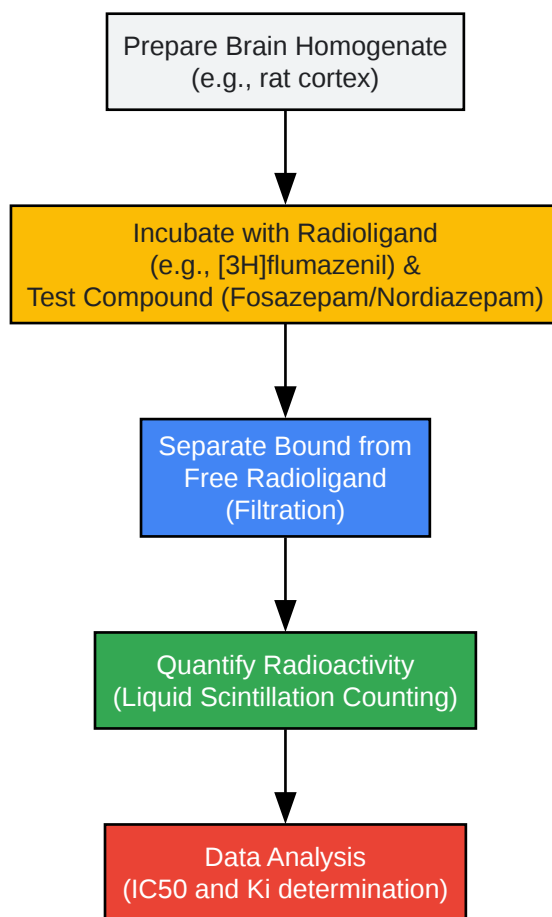 Prepare Brain Homogenate
(e.g., rat cortex)
Incubate with Radioligand
(e.g., [3H]flumazenil) &
Test Compound (Fosazepam/Nordiazepam)
Separate Bound from
Free Radioligand
(Filtration)
Quantify Radioactivity
(Liquid Scintillation Counting)
Data Analysis
(IC50 and Ki determination)